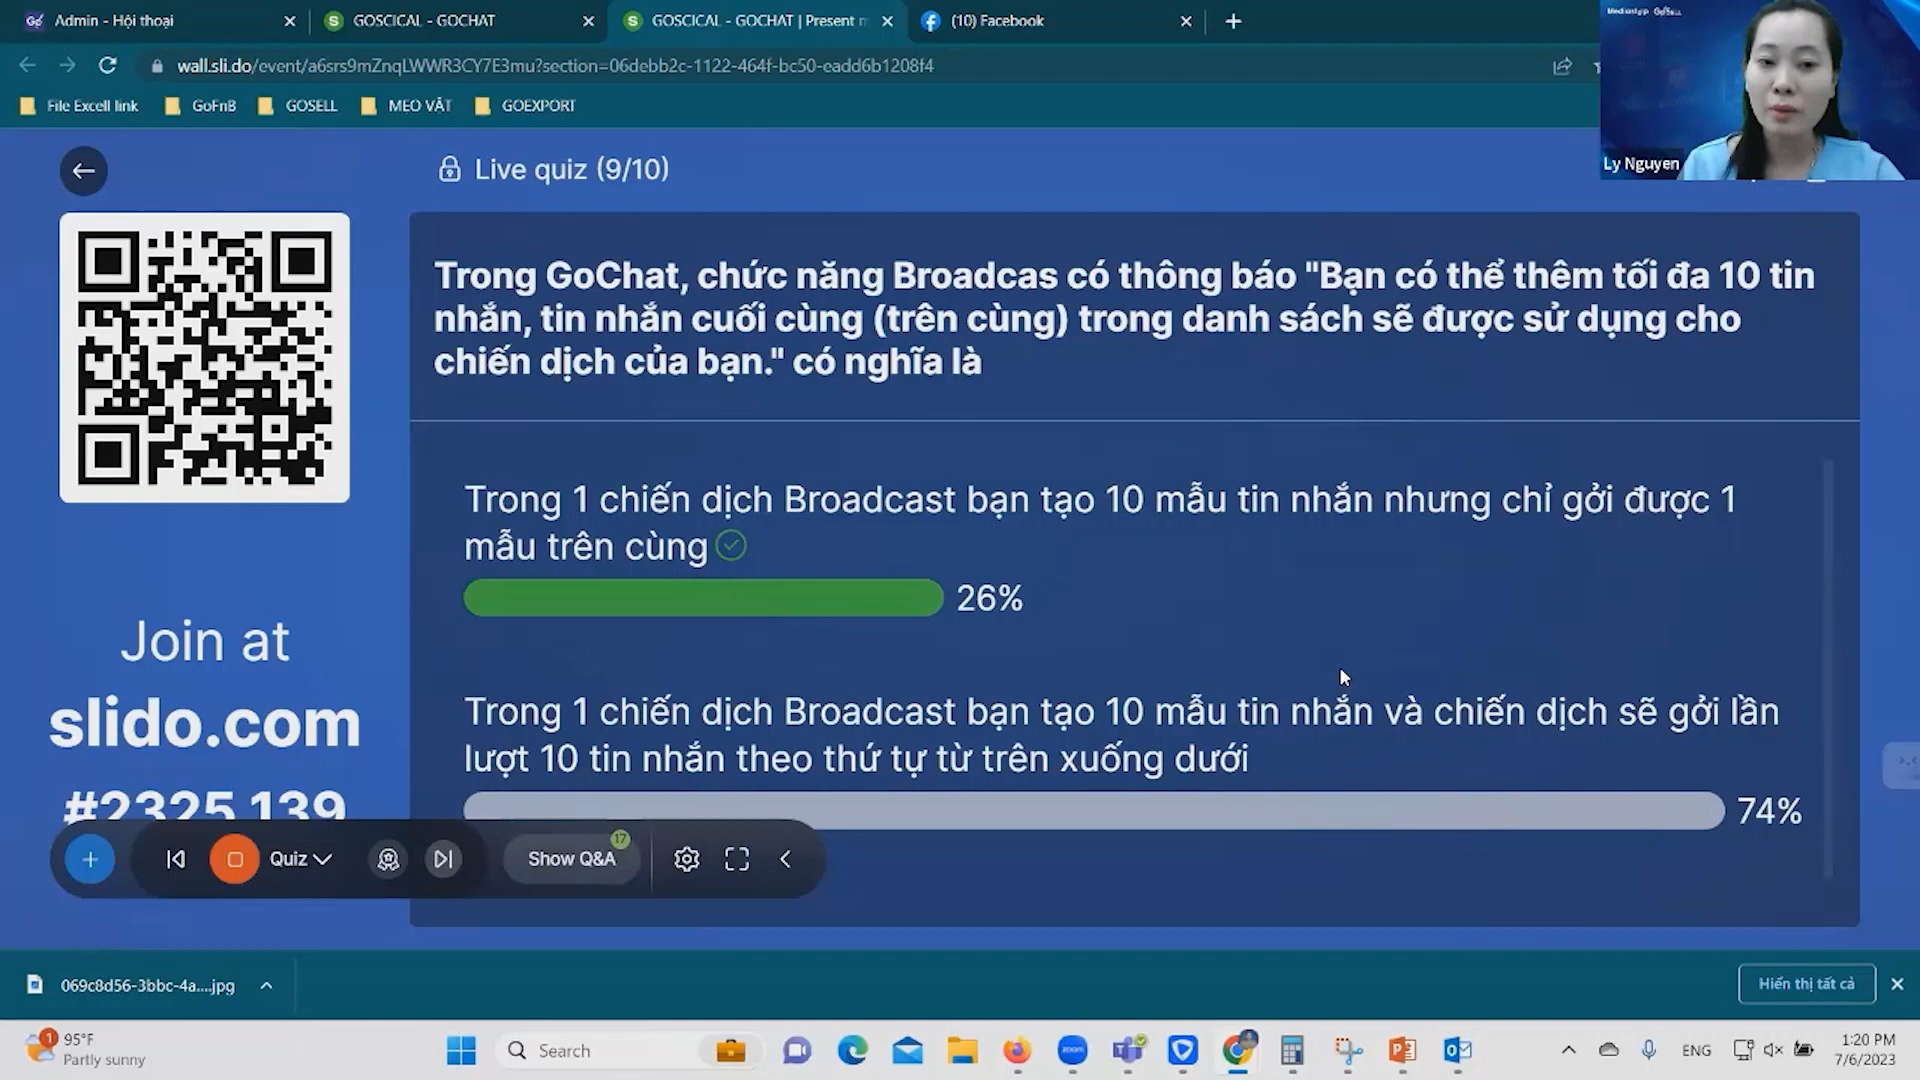 Admin - Hội thoại
GOSCICAL - GOCHAT
GOSCICAL - GOCHAT | Present m
(10) Facebook
wall.sli.do/event/a6srs9mZnqLWWR3CY7E3mu?section=06debb2c-1122-464f-bc50-eadd6b1208f4
File Excell link
GoFnB
GOSELL
MEO VẶT
GOEXPORT
Ly Nguyen
Live quiz (9/10)
Trong GoChat, chức năng Broadcas có thông báo "Bạn có thể thêm tối đa 10 tin
nhắn, tin nhắn cuối cùng (trên cùng) trong danh sách sẽ được sử dụng cho
chiến dịch của bạn." có nghĩa là
Trong 1 chiến dịch Broadcast bạn tạo 10 mẫu tin nhắn nhưng chỉ gởi được 1
mẫu trên cùng
26%
Trong 1 chiến dịch Broadcast bạn tạo 10 mẫu tin nhắn và chiến dịch sẽ gởi lần
lượt 10 tin nhắn theo thứ tự từ trên xuống dưới
74%
Join at
slido.com
#2325 139
Quiz
Show Q&A
17
069c8d56-3bbc-4a....jpg
Hiển thị tất cả
1
95°F
Partly sunny
Search
zoom
ENG
1:20 PM
7/6/2023